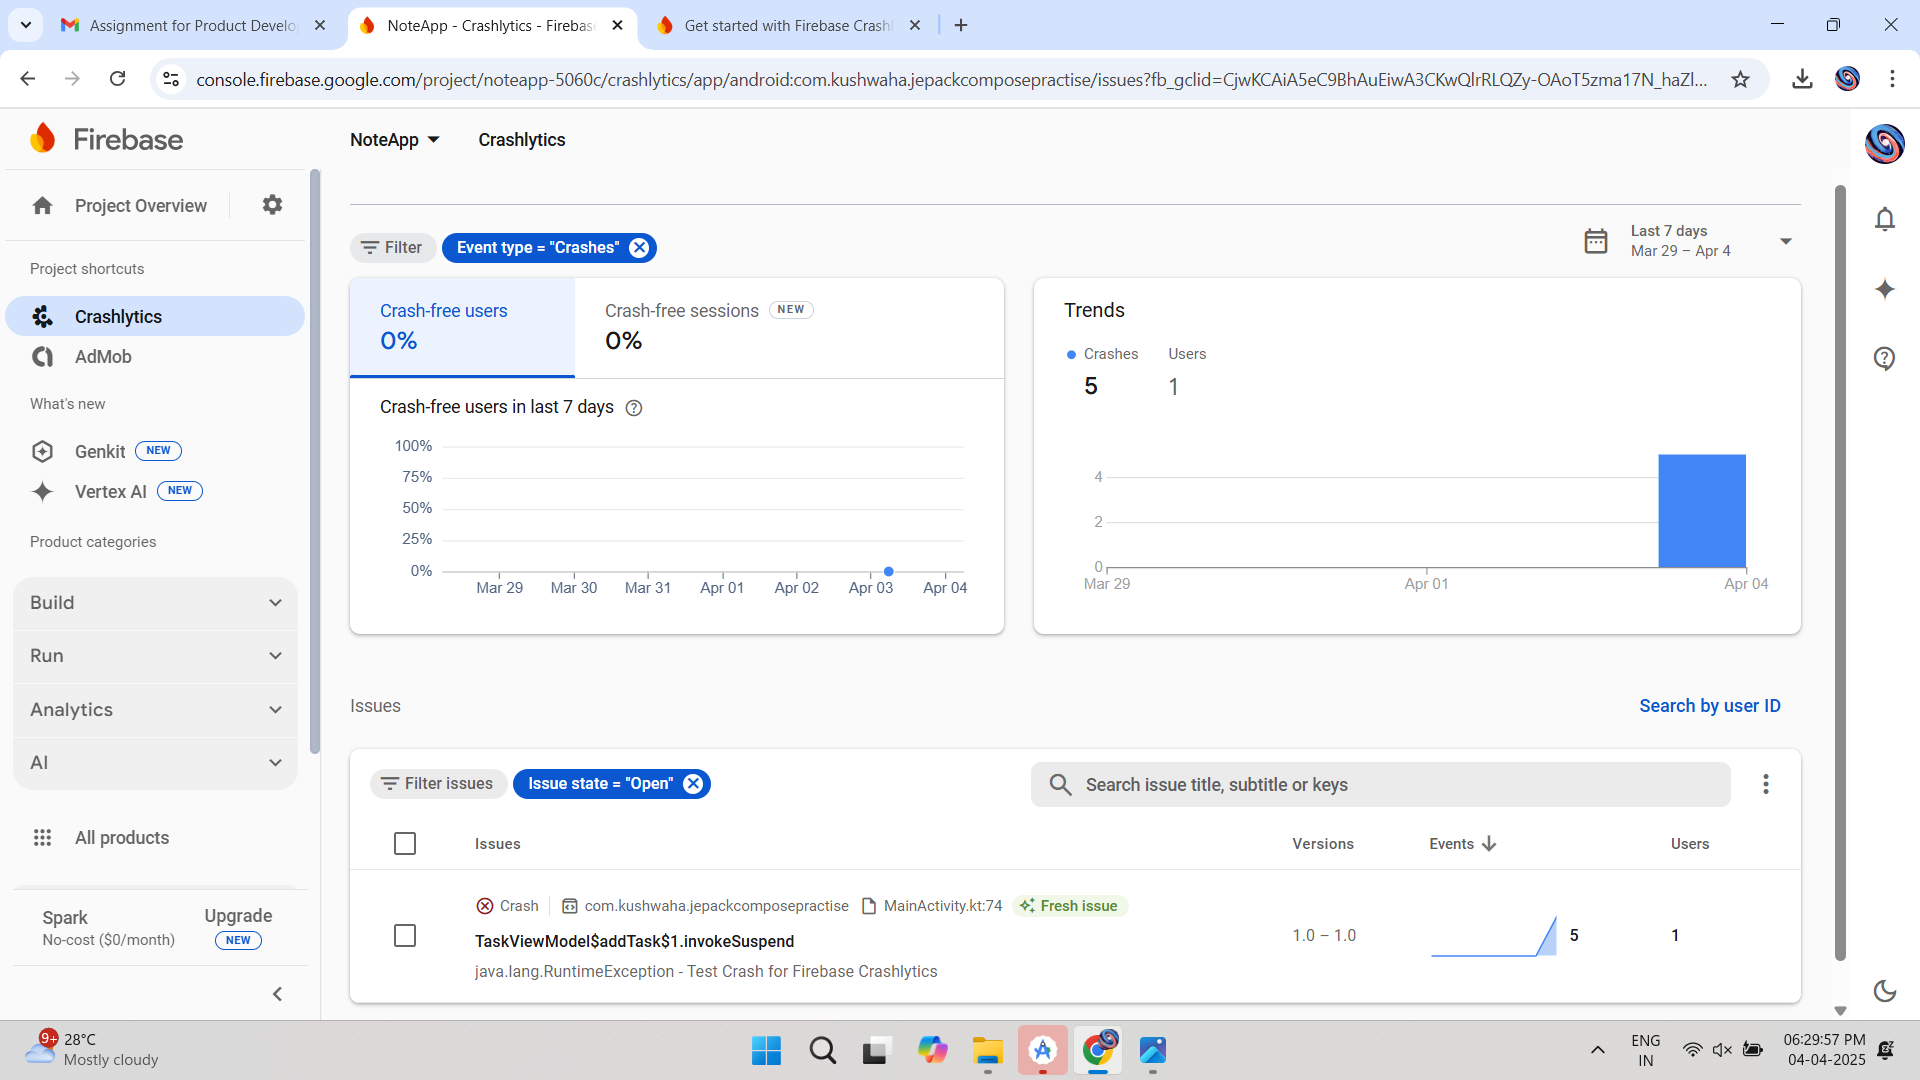 Assignment for Product Develo
NoteApp - Crashlytics - Firebase
Get started with Firebase Crashl
console.firebase.google.com/project/noteapp-5060c/crashlytics/app/android:com.kushwaha.jepackcomposepractise/issues?fb_gclid=CjwKCAiA5eC9BhAuEiwA3CKwQlrRLQZy-OAoT5zma17N_haZl...
Firebase
NoteApp
Crashlytics
Project Overview
Project shortcuts
Crashlytics
AdMob
What's new
Genkit NEW
Vertex AI NEW
Product categories
Build
Run
Analytics
AI
All products
Spark
No-cost ($0/month)
Upgrade
NEW
Filter
Event type = "Crashes"
Last 7 days
Mar 29 – Apr 4
Crash-free users
0%
Crash-free sessions NEW
0%
Crash-free users in last 7 days
100%
75%
50%
25%
0%
Mar 29 Mar 30 Mar 31 Apr 01 Apr 02 Apr 03 Apr 04
Trends
Crashes Users
5 1
4
2
0
Mar 29 Apr 01 Apr 04
Issues
Search by user ID
Filter issues
Issue state = "Open"
Search issue title, subtitle or keys
Issues Versions Events Users
Crash com.kushwaha.jepackcomposepractise MainActivity.kt:74 Fresh issue
TaskViewModel$addTask$1.invokeSuspend
java.lang.RuntimeException - Test Crash for Firebase Crashlytics
1.0 – 1.0
5
1
9+
28°C
Mostly cloudy
ENG
IN
06:29:57 PM
04-04-2025